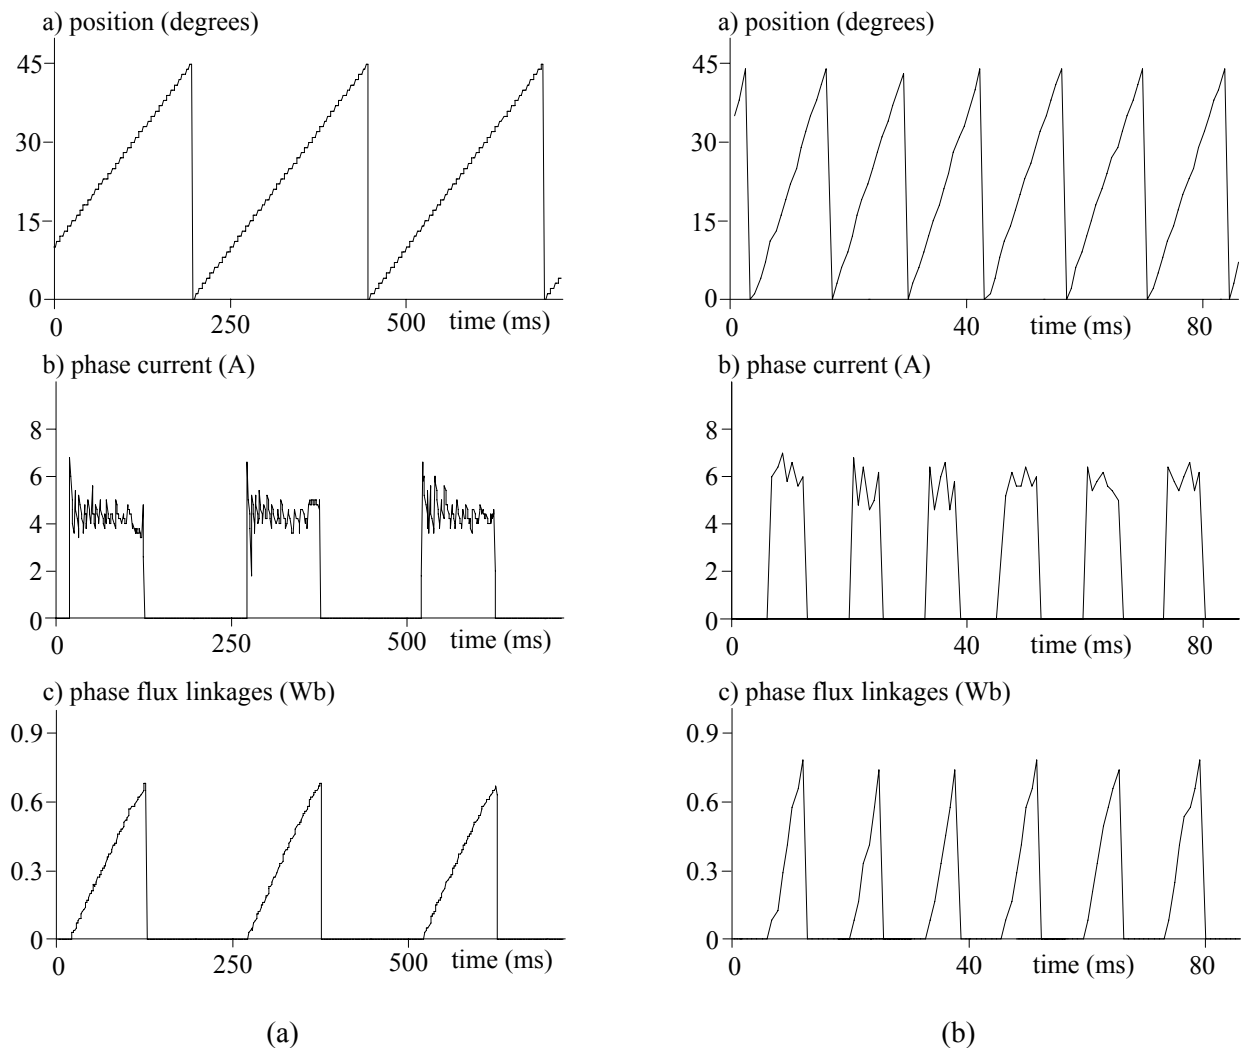 a) position (degrees)
45
30
15
0
0 250 500 time (ms)
b) phase current (A)
8
6
4
2
0
0 250 500 time (ms)
c) phase flux linkages (Wb)
0.9
0.6
0.3
0
0 250 500 time (ms)
(a)
a) position (degrees)
45
30
15
0
0 40 time (ms) 80
b) phase current (A)
8
6
4
2
0
0 40 time (ms) 80
c) phase flux linkages (Wb)
0.9
0.6
0.3
0
0 40 time (ms) 80
(b)